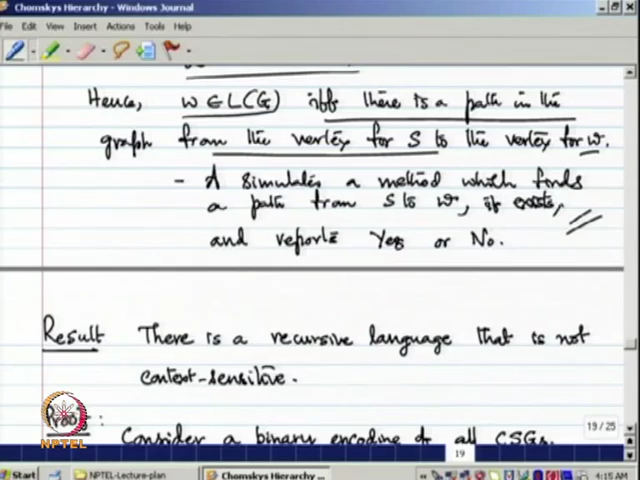 Chomskys Hierarchy - Windows Journal
File Edit View Insert Actions Tools Help
Hence, w ∈ L(G) iff there is a path in the
graph from the vertex for S to the vertex for w.
- A simulates a method which finds
a path from S to w, if exists,
and reports Yes or No.
Result There is a recursive language that is not
context-sensitive.
Proof:
Consider a binary encoding of all CSGs.
NPTEL
19/25
19
Start NPTEL-Lecture-plan Chomskys Hierarchy - ... 4:15 AM